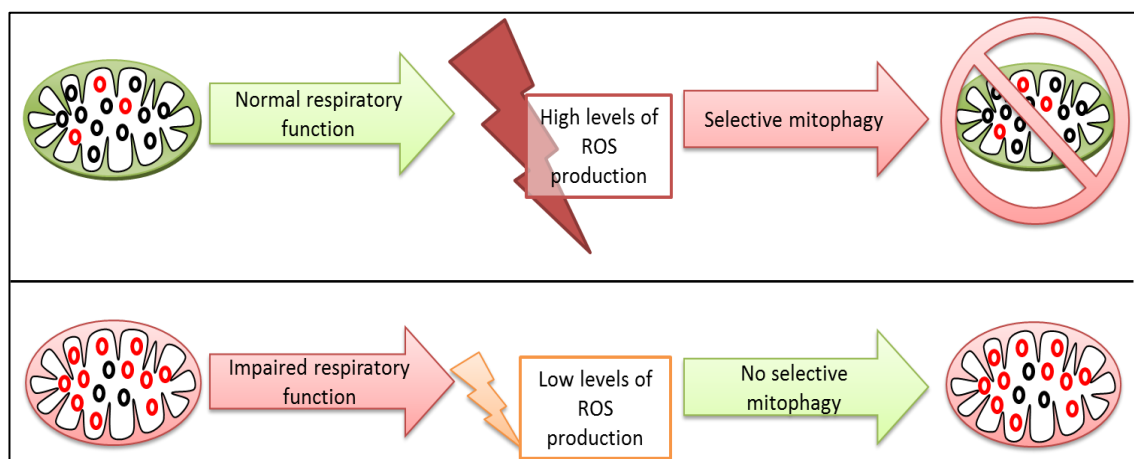 Normal respiratory
function
High levels of
ROS
production
Selective mitophagy
Impaired respiratory
function
Low levels of
ROS
production
No selective
mitophagy